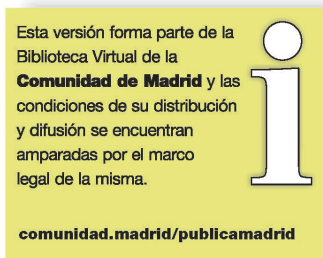 Esta versión forma parte de la
Biblioteca Virtual de la
Comunidad de Madrid y las
condiciones de su distribución
y difusión se encuentran
amparadas por el marco
legal de la misma.
i
comunidad.madrid/publicamadrid